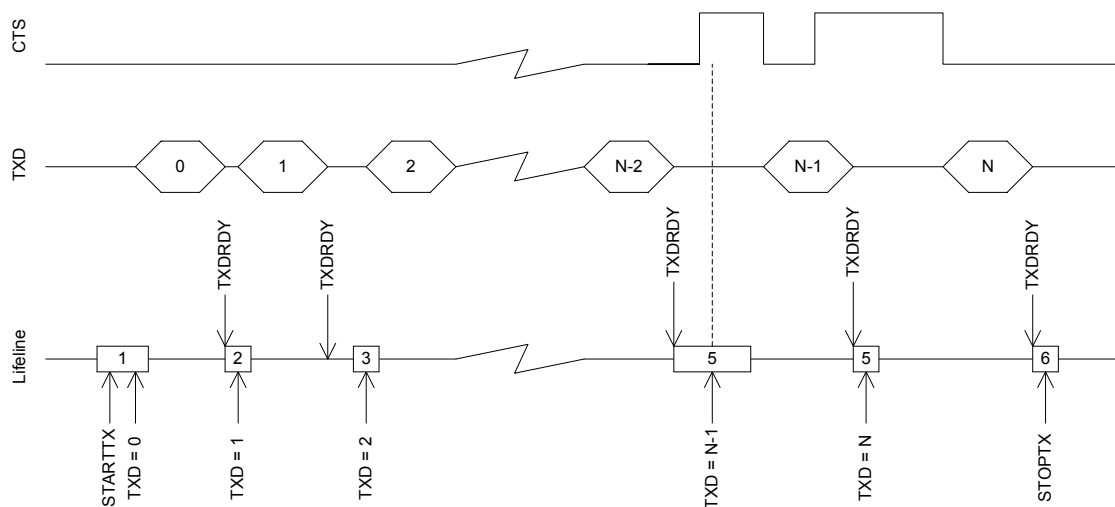 CTS
TXD
0
1
2
N-2
N-1
N
TXDRDY
TXDRDY
TXDRDY
TXDRDY
TXDRDY
Lifeline
1
2
3
5
5
6
STARTTX
TXD = 0
TXD = 1
TXD = 2
TXD = N-1
TXD = N
STOPTX